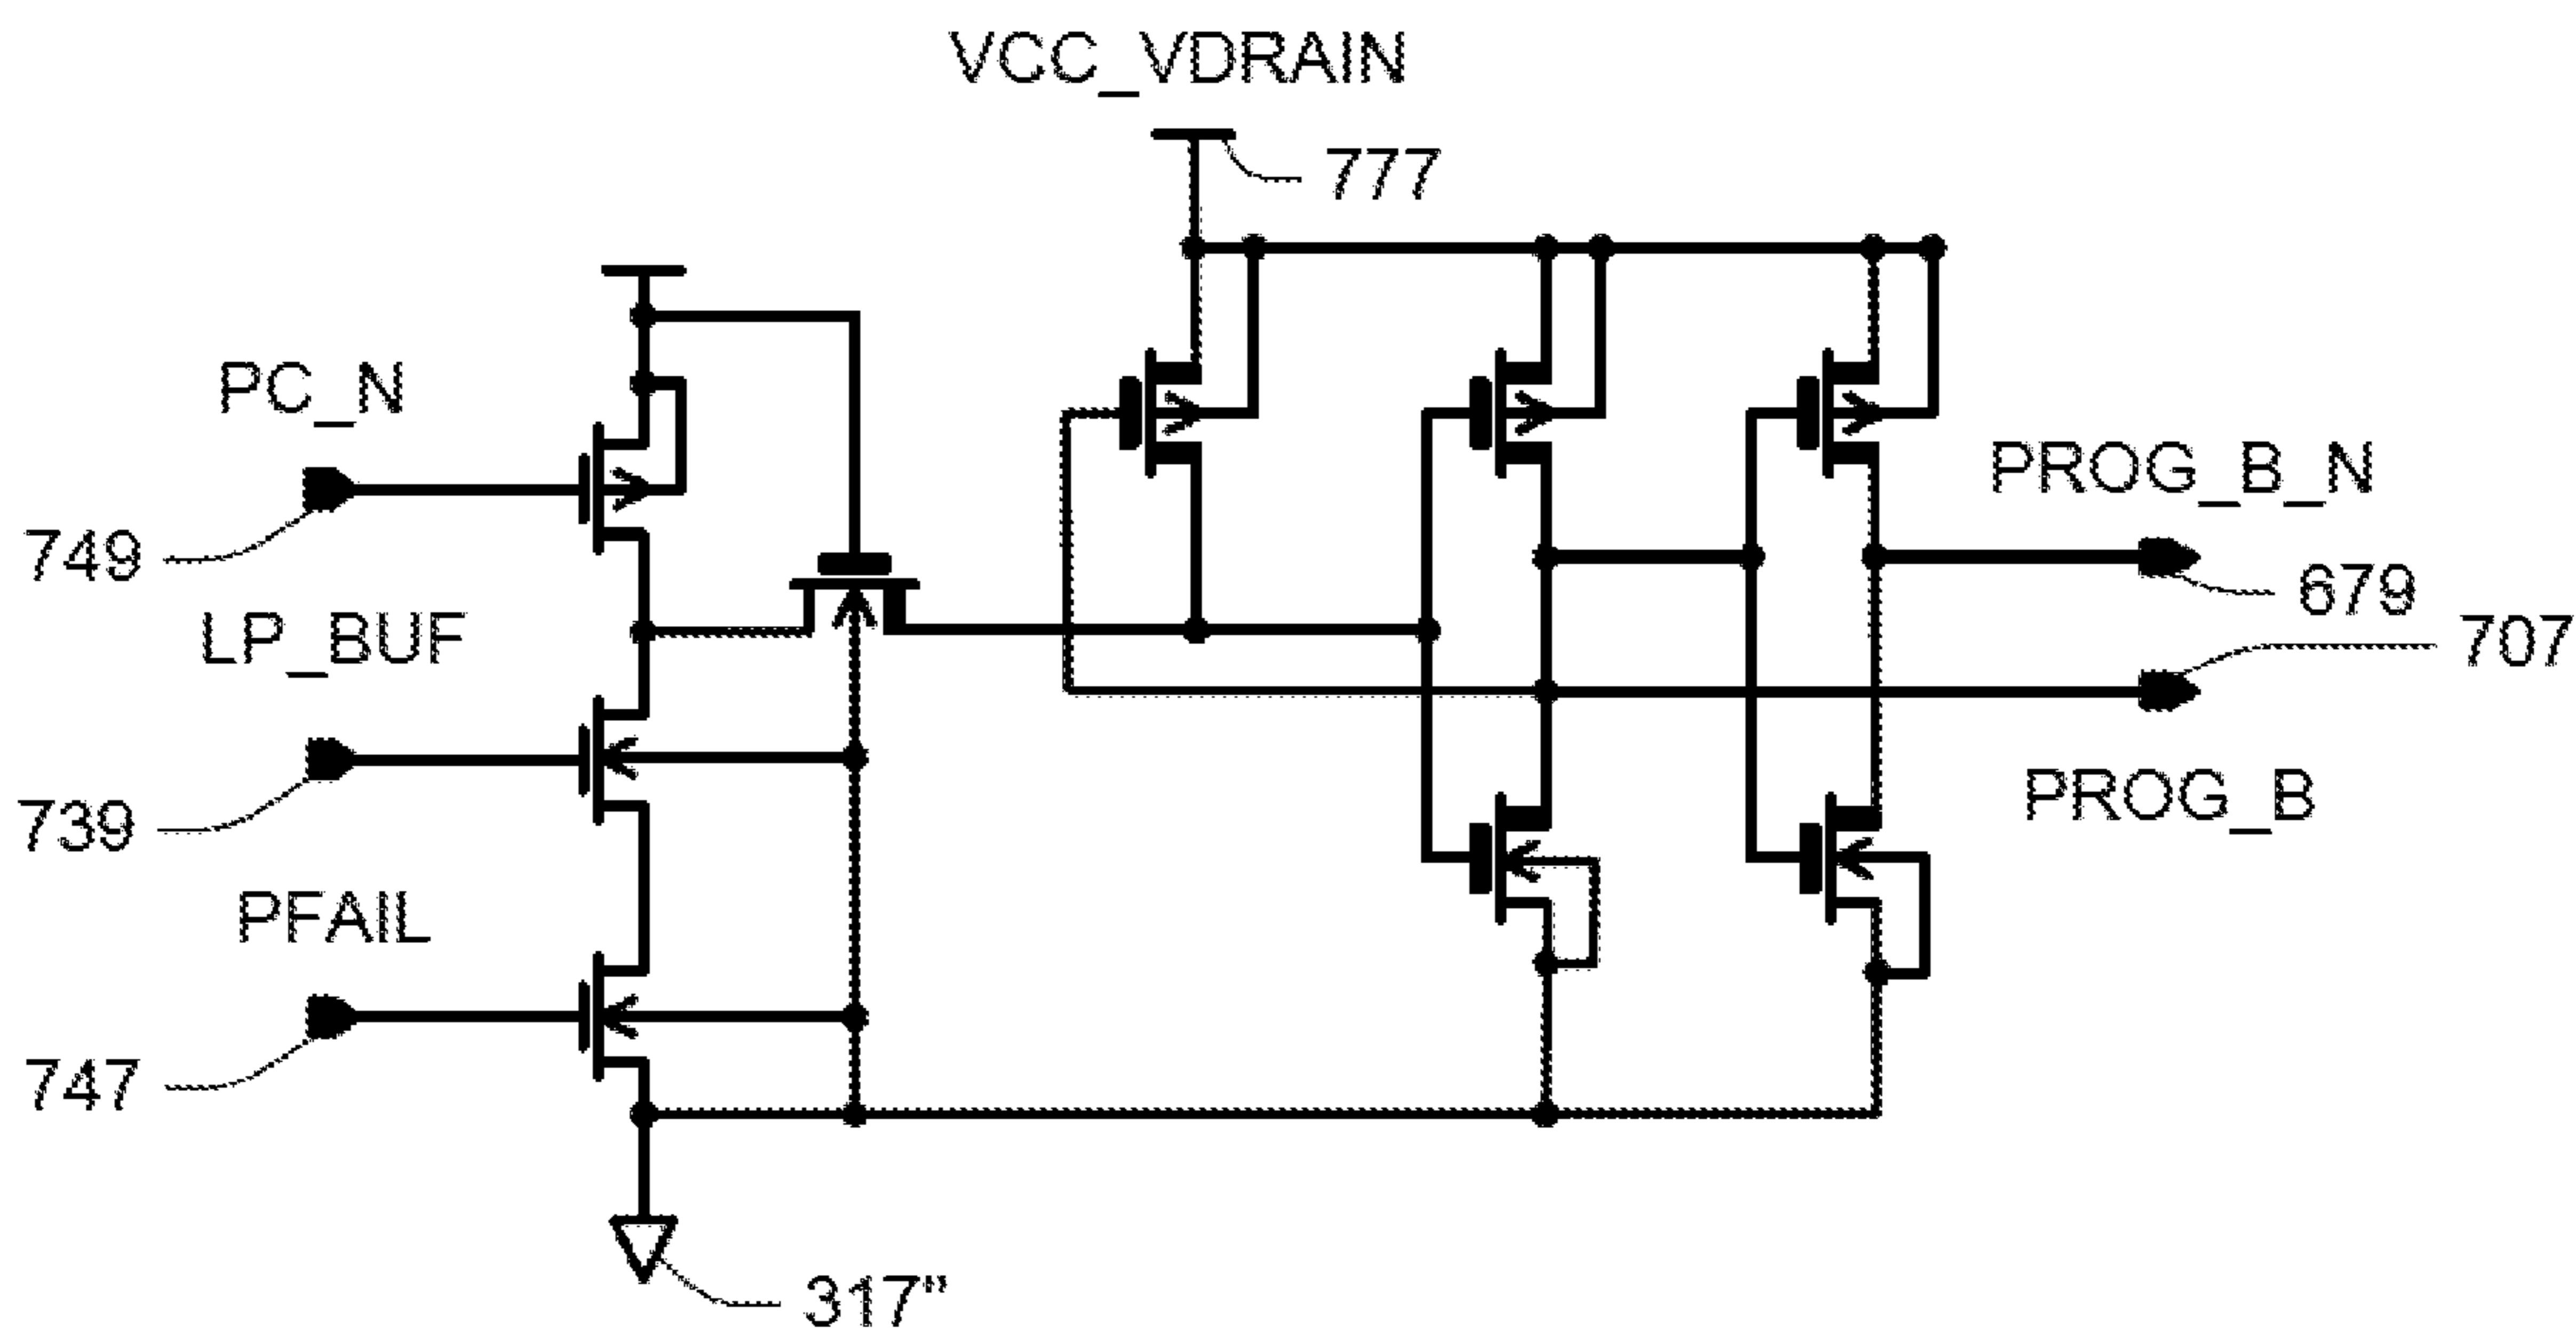 VCC_VDRAIN
777
PC_N
749
PROG_B_N
679
LP_BUF
707
739
PROG_B
PFAIL
747
317"